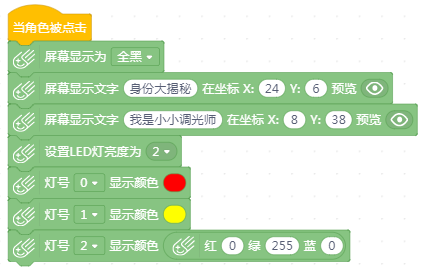 当角色被点击
屏幕显示为 全黑
屏幕显示文字 身份大揭秘 在坐标 X: 24 Y: 6 预览
屏幕显示文字 我是小小调光师 在坐标 X: 8 Y: 38 预览
设置LED灯亮度为 2
灯号 0 显示颜色
灯号 1 显示颜色
灯号 2 显示颜色 红 0 绿 255 蓝 0